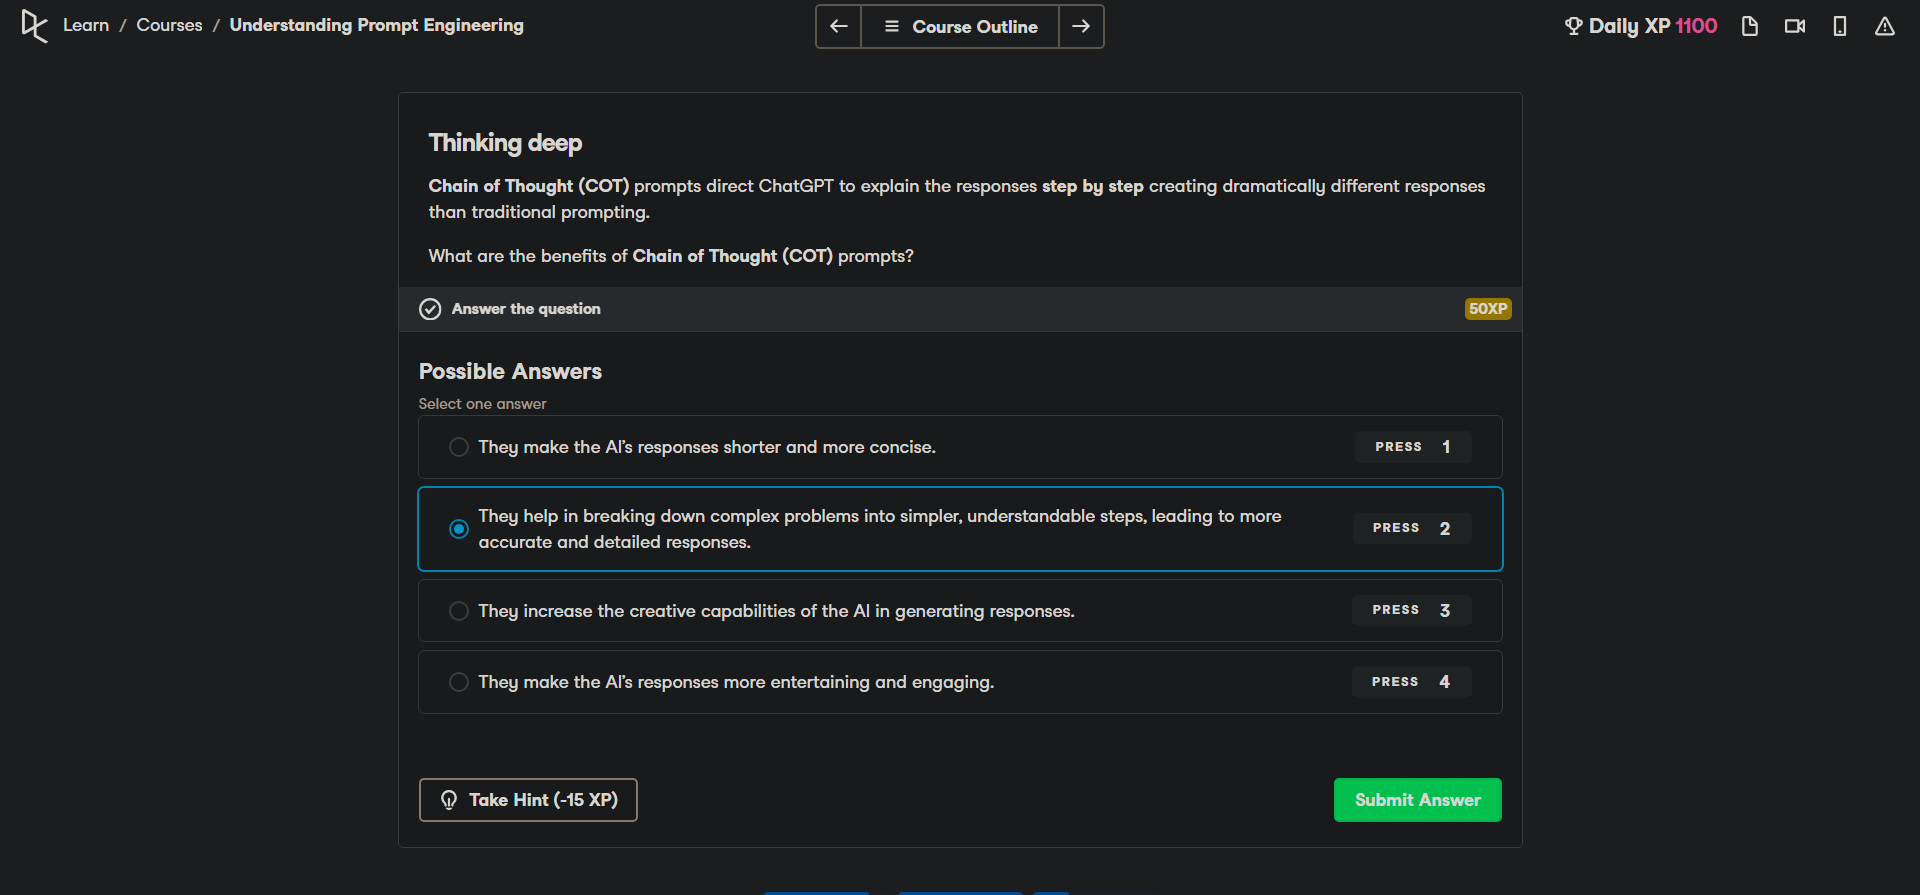 Learn / Courses / Understanding Prompt Engineering
Course Outline
Daily XP 1100
Thinking deep
Chain of Thought (COT) prompts direct ChatGPT to explain the responses step by step creating dramatically different responses
than traditional prompting.
What are the benefits of Chain of Thought (COT) prompts?
Answer the question
50XP
Possible Answers
Select one answer
They make the AI's responses shorter and more concise.
PRESS 1
They help in breaking down complex problems into simpler, understandable steps, leading to more
accurate and detailed responses.
PRESS 2
They increase the creative capabilities of the AI in generating responses.
PRESS 3
They make the AI's responses more entertaining and engaging.
PRESS 4
Take Hint (-15 XP)
Submit Answer